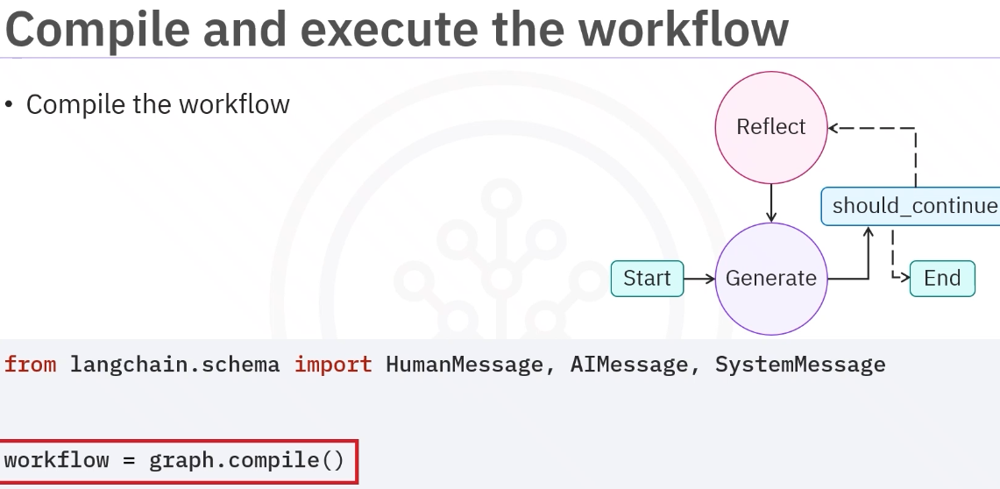 Compile and execute the workflow
• Compile the workflow
Reflect
should_continue
Start
Generate
End
from langchain.schema import HumanMessage, AIMessage, SystemMessage
workflow = graph.compile()